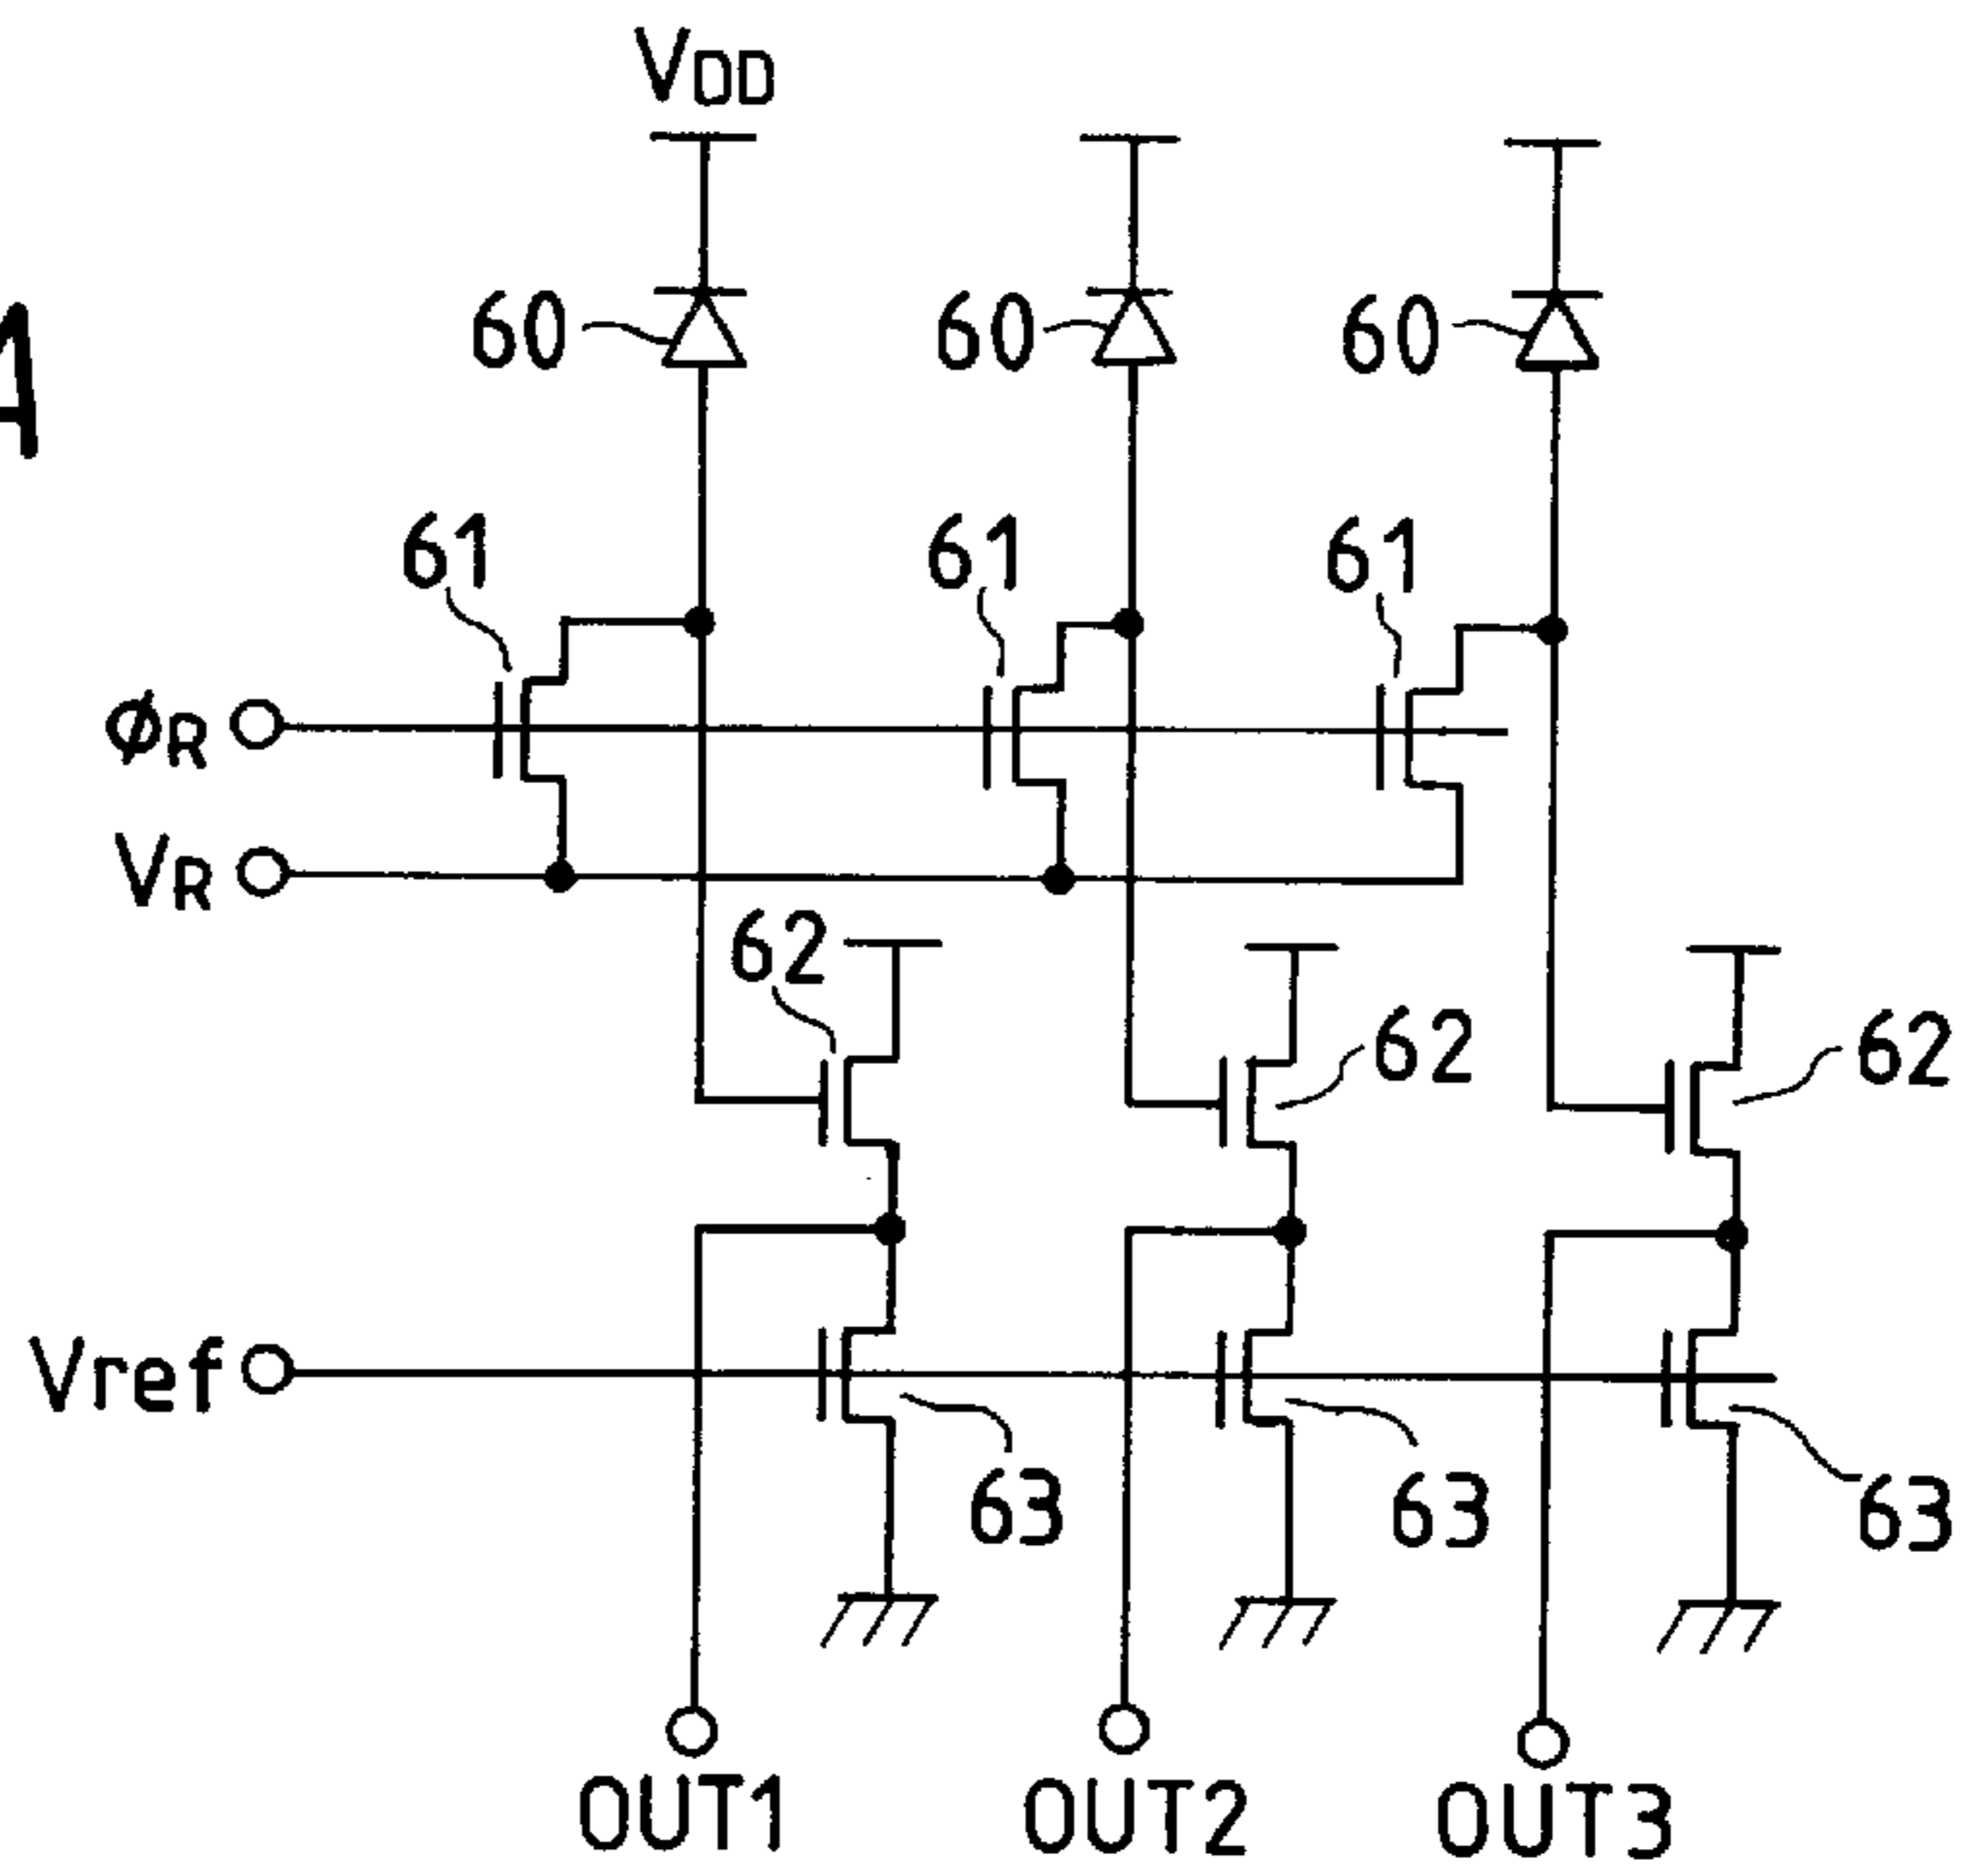 VDD
60 60 60
61 61 61
ϕR
VR
62
62 62
Vref
63 63 63
OUT1 OUT2 OUT3